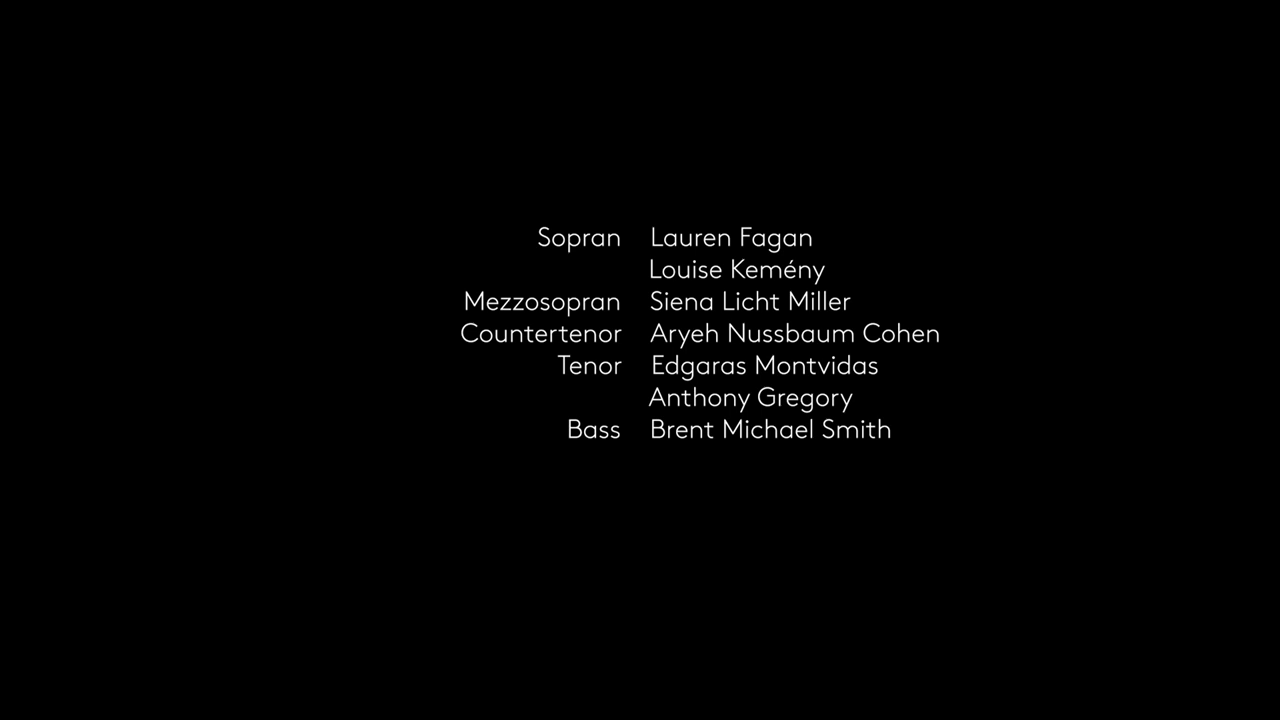 Sopran Lauren Fagan
Louise Kemény
Mezzosopran Siena Licht Miller
Countertenor Aryeh Nussbaum Cohen
Tenor Edgaras Montvidas
Anthony Gregory
Bass Brent Michael Smith